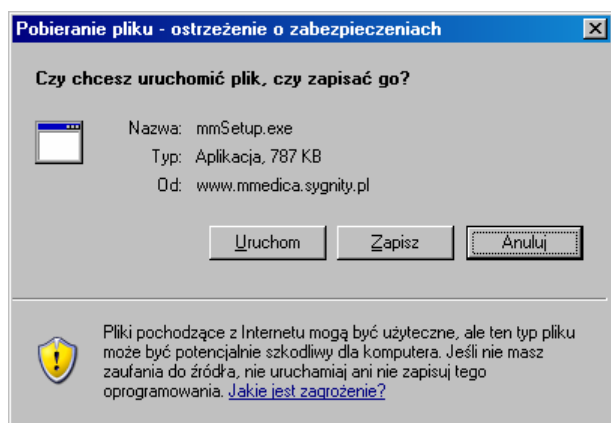 Pobieranie pliku - ostrzeżenie o zabezpieczeniach
Czy chcesz uruchomić plik, czy zapisać go?
Nazwa: mmSetup.exe
Typ: Aplikacja, 787 KB
Od: www.mmedica.sygnity.pl
Uruchom Zapisz Anuluj
Pliki pochodzące z Internetu mogą być użyteczne, ale ten typ pliku
może być potencjalnie szkodliwy dla komputera. Jeśli nie masz
zaufania do źródła, nie uruchamiaj ani nie zapisuj tego
oprogramowania. Jakie jest zagrożenie?